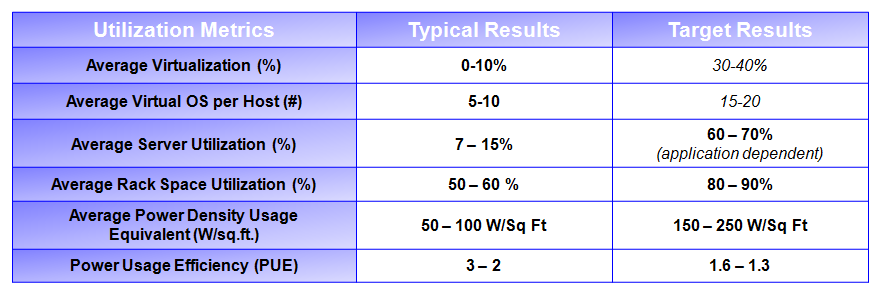 Utilization Metrics Typical Results Target Results
Average Virtualization (%) 0-10% 30-40%
Average Virtual OS per Host (#) 5-10 15-20
Average Server Utilization (%) 7 – 15% 60 – 70%
(application dependent)
Average Rack Space Utilization (%) 50 – 60 % 80 – 90%
Average Power Density Usage
Equivalent (W/sq.ft.) 50 – 100 W/Sq Ft 150 – 250 W/Sq Ft
Power Usage Efficiency (PUE) 3 – 2 1.6 – 1.3